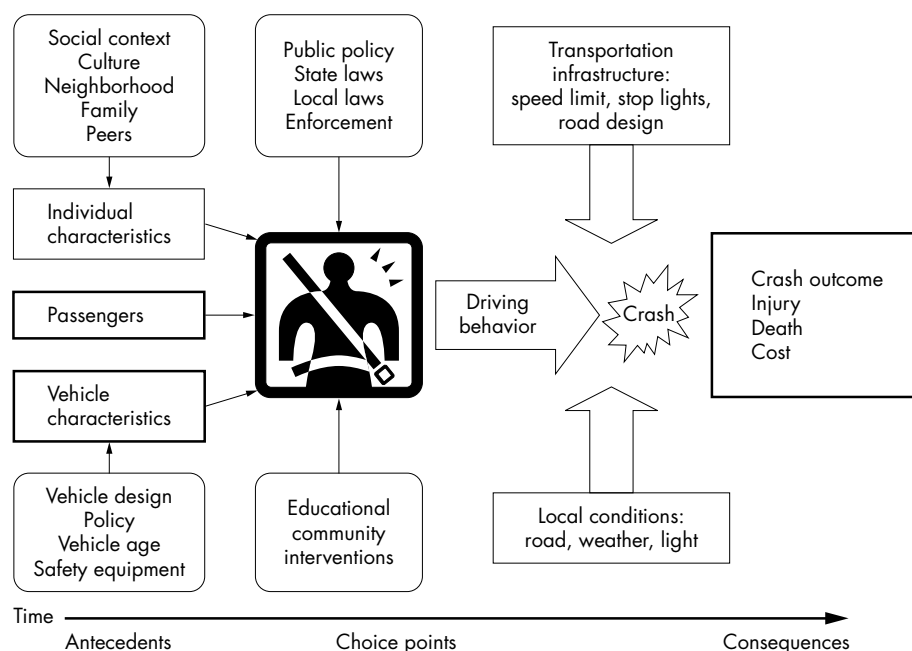 Social context
Culture
Neighborhood
Family
Peers
Public policy
State laws
Local laws
Enforcement
Transportation
infrastructure:
speed limit, stop lights,
road design
Individual
characteristics
Passengers
Vehicle
characteristics
Driving
behavior
Crash
Crash outcome
Injury
Death
Cost
Vehicle design
Policy
Vehicle age
Safety equipment
Educational
community
interventions
Local conditions:
road, weather, light
Time
Antecedents
Choice points
Consequences